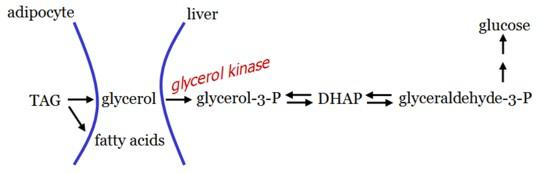 adipocyte
liver
glucose
glycerol kinase
TAG
glycerol
glycerol-3-P
DHAP
glyceraldehyde-3-P
fatty acids